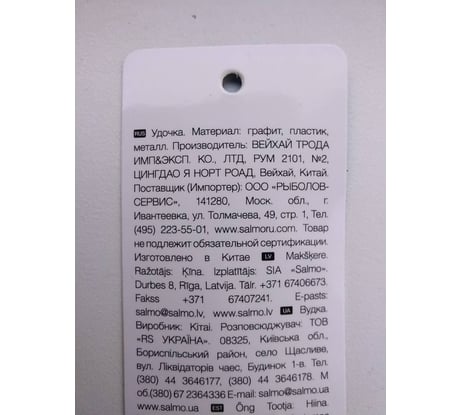 RUS Удочка. Материал: графит, пластик,
металл. Производитель: ВЕЙХАЙ ТРОДА
ИМП&ЭКСП. КО., ЛТД, РУМ 2101, №2,
ЦИНГДАО Я НОРТ РОАД, Вейхай, Китай.
Поставщик (Импортер): ООО «РЫБОЛОВ-
СЕРВИС», 141280, Моск. обл., г.
Ивантеевка, ул. Толмачева, 49, стр. 1, Тел.
(495) 223-55-01, www.salmoru.com. Товар
не подлежит обязательной сертификации.
Изготовлено в Китае LV Makšķere.
Ražotājs: Ķīna. Izplatītājs: SIA «Salmo».
Durbes 8, Rīga, Latvija. Tālr. +371 67406673.
Fakss +371 67407241. E-pasts:
salmo@salmo.lv, www.salmo.lv UA Вудка.
Виробник: Кітаі. Розповсюджувач: ТОВ
«RS УКРАЇНА». 08325, Київська обл.,
Бориспільський район, село Щасливе,
вул. Ліквідаторів чаес, Будинок 1-в. Тел.
(380) 44 3646177, (380) 44 3646178. М
об.(380) 67 2364336 E-mail: salmo@salmo.ua
www.salmo.ua EST Õng Tootja: Hiina.